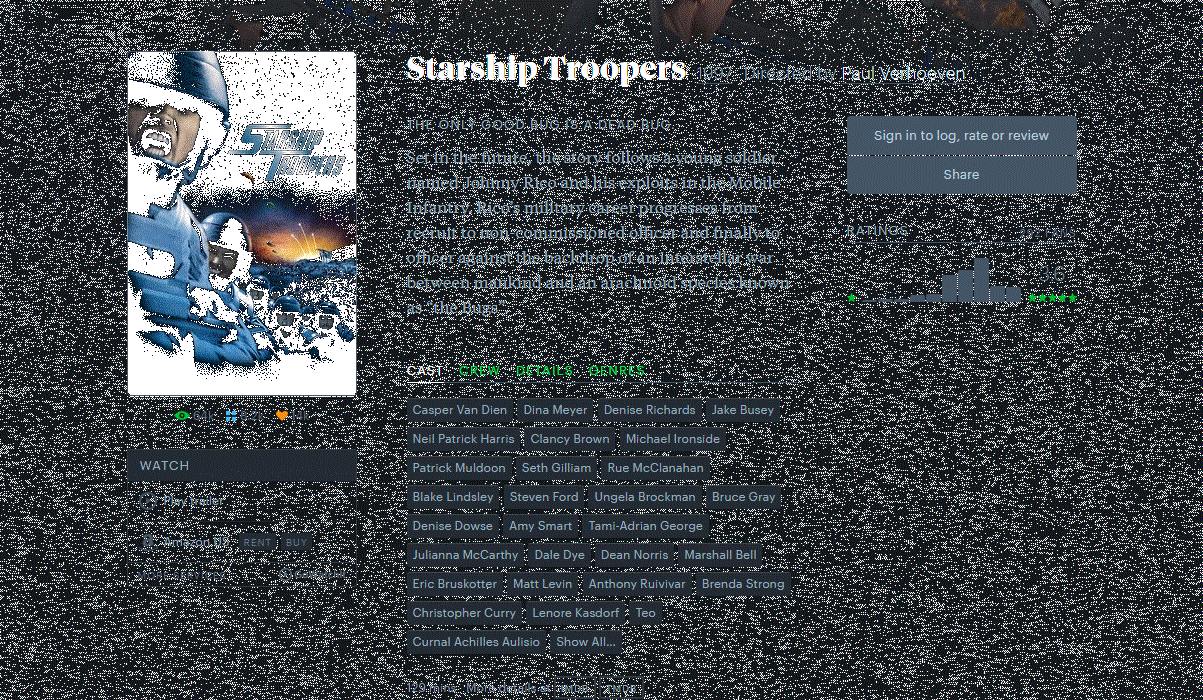 Starship Troopers 1997 Directed by Paul Verhoeven
STARSHIP
TROOPERS
THE ONLY GOOD BUG IS A DEAD BUG
Set in the future, the story follows a young soldier
named Johnny Rico and his exploits in the Mobile
Infantry. Rico's military career progresses from
recruit to non-commissioned officer and finally to
officer against the backdrop of an interstellar war
between mankind and an arachnoid species known
as "the Bugs".
Sign in to log, rate or review
Share
RATINGS
CAST CREW DETAILS GENRES
Casper Van Dien Dina Meyer Denise Richards Jake Busey
Neil Patrick Harris Clancy Brown Michael Ironside
Patrick Muldoon Seth Gilliam Rue McClanahan
Blake Lindsley Steven Ford Ungela Brockman Bruce Gray
Denise Dowse Amy Smart Tami-Adrian George
Julianna McCarthy Dale Dye Dean Norris Marshall Bell
Eric Bruskotter Matt Levin Anthony Ruivivar Brenda Strong
Christopher Curry Lenore Kasdorf Teo
Curnal Achilles Aulisio Show All...
WATCH
Play trailer
Amazon RENT BUY